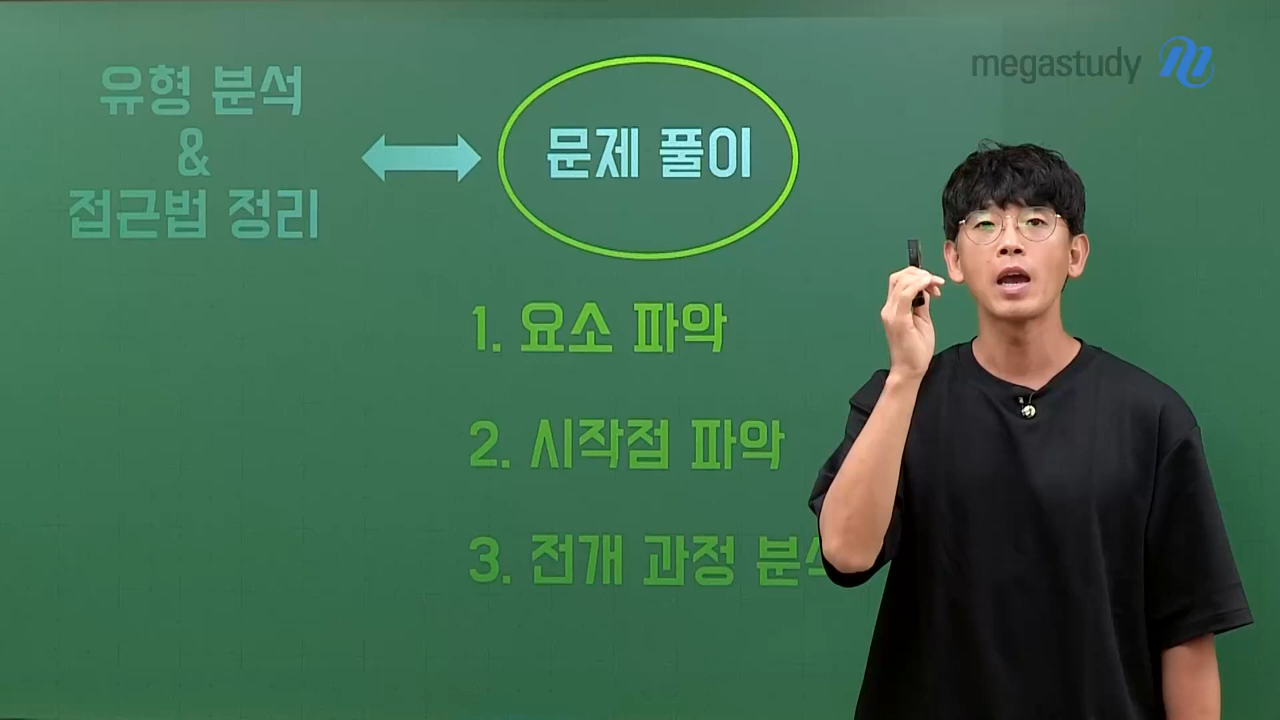 megastudy
유형 분석
&
접근법 정리
문제 풀이
1. 요소 파악
2. 시작점 파악
3. 전개 과정